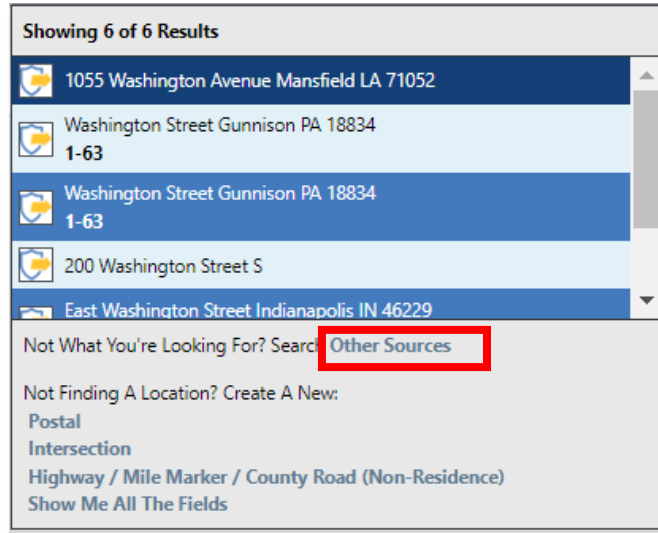 Showing 6 of 6 Results
1055 Washington Avenue Mansfield LA 71052
Washington Street Gunnison PA 18834
1-63
Washington Street Gunnison PA 18834
1-63
200 Washington Street S
East Washington Street Indianapolis IN 46229
Not What You're Looking For? Search Other Sources
Not Finding A Location? Create A New:
Postal
Intersection
Highway / Mile Marker / County Road (Non-Residence)
Show Me All The Fields